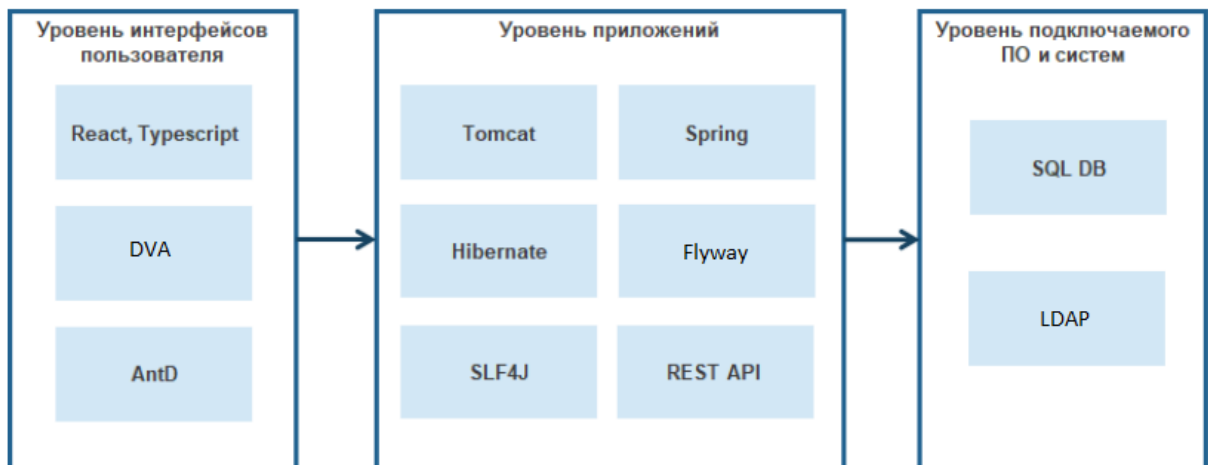 Уровень интерфейсов
пользователя
React, Typescript
DVA
AntD
Уровень приложений
Tomcat
Spring
Hibernate
Flyway
SLF4J
REST API
Уровень подключаемого
ПО и систем
SQL DB
LDAP